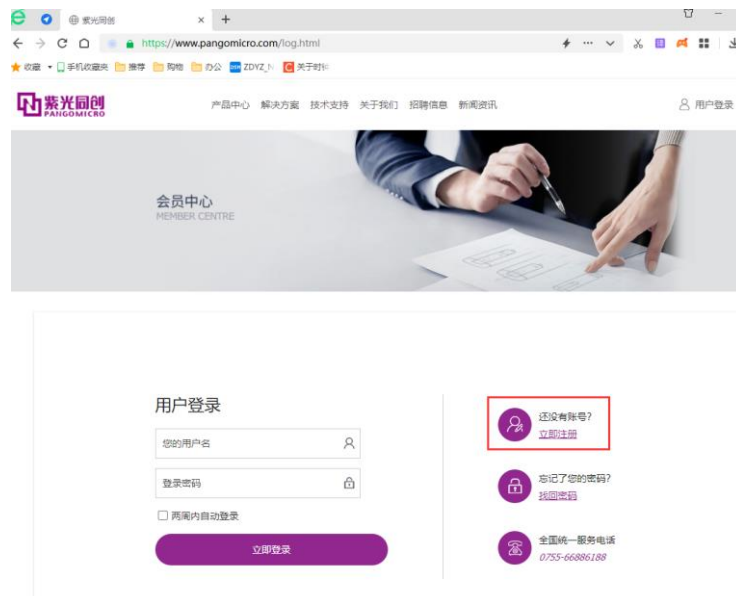 紫光同创
https://www.pangomicro.com/log.html
收藏 手机收藏夹 推荐 购物 办公 ZDYZ_N 关于时
紫光同创
PANGOMICRO
产品中心 解决方案 技术支持 关于我们 招聘信息 新闻资讯 用户登录
会员中心
MEMBER CENTRE
用户登录
您的用户名
登录密码
两周内自动登录
立即登录
还没有账号?
立即注册
忘记了您的密码?
找回密码
全国统一服务电话
0755-66886188